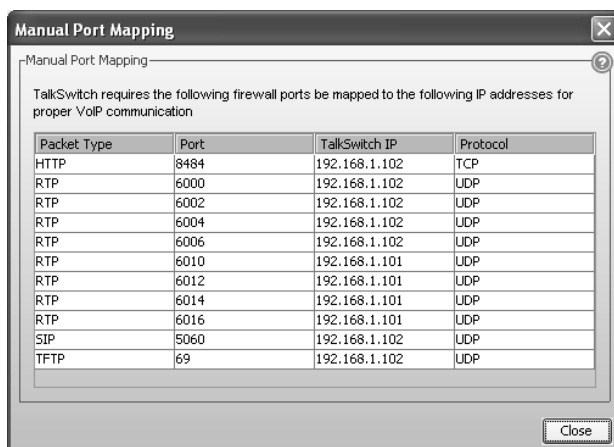 Manual Port Mapping
Manual Port Mapping
TalkSwitch requires the following firewall ports be mapped to the following IP addresses for
proper VoIP communication
Packet Type Port TalkSwitch IP Protocol
HTTP 8484 192.168.1.102 TCP
RTP 6000 192.168.1.102 UDP
RTP 6002 192.168.1.102 UDP
RTP 6004 192.168.1.102 UDP
RTP 6006 192.168.1.102 UDP
RTP 6010 192.168.1.101 UDP
RTP 6012 192.168.1.101 UDP
RTP 6014 192.168.1.101 UDP
RTP 6016 192.168.1.101 UDP
SIP 5060 192.168.1.102 UDP
TFTP 69 192.168.1.102 UDP
Close